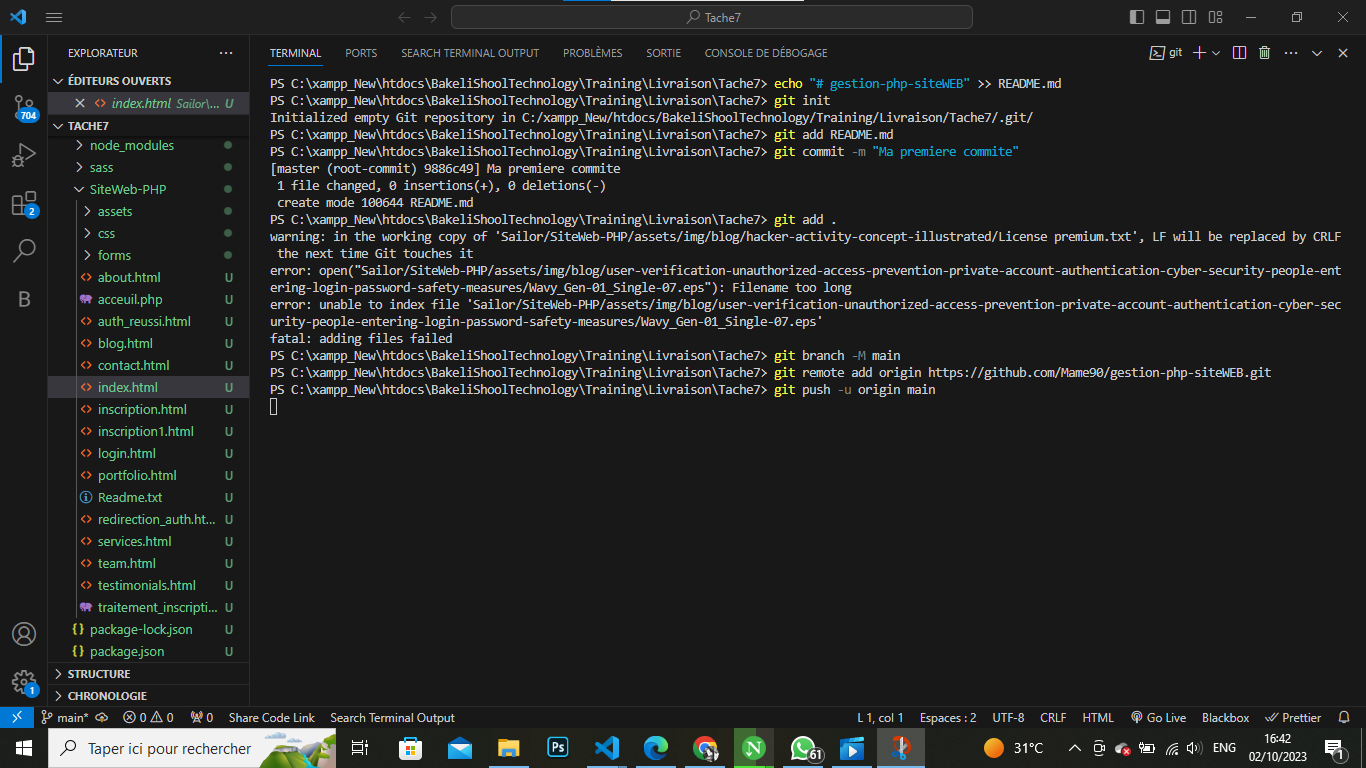 Tache7
EXPLORATEUR
ÉDITEURS OUVERTS
index.html Sailor\... U
TACHE7
node_modules
sass
SiteWeb-PHP
assets
css
forms
about.html U
acceuil.php U
auth_reussi.html U
blog.html U
contact.html U
index.html U
inscription.html U
inscription1.html U
login.html U
portfolio.html U
Readme.txt U
redirection_auth.ht... U
services.html U
team.html U
testimonials.html U
traitement_inscripti... U
package-lock.json U
package.json U
STRUCTURE
CHRONOLOGIE
704
2
B
1
TERMINAL PORTS SEARCH TERMINAL OUTPUT PROBLÈMES SORTIE CONSOLE DE DÉBOGAGE git
PS C:\xampp_New\htdocs\BakeliShoolTechnology\Training\Livraison\Tache7> echo "# gestion-php-siteWEB" >> README.md
PS C:\xampp_New\htdocs\BakeliShoolTechnology\Training\Livraison\Tache7> git init
Initialized empty Git repository in C:/xampp_New/htdocs/BakeliShoolTechnology/Training/Livraison/Tache7/.git/
PS C:\xampp_New\htdocs\BakeliShoolTechnology\Training\Livraison\Tache7> git add README.md
PS C:\xampp_New\htdocs\BakeliShoolTechnology\Training\Livraison\Tache7> git commit -m "Ma premiere commite"
[master (root-commit) 9886c49] Ma premiere commite
1 file changed, 0 insertions(+), 0 deletions(-)
create mode 100644 README.md
PS C:\xampp_New\htdocs\BakeliShoolTechnology\Training\Livraison\Tache7> git add .
warning: in the working copy of 'Sailor/SiteWeb-PHP/assets/img/blog/hacker-activity-concept-illustrated/License premium.txt', LF will be replaced by CRLF
the next time Git touches it
error: open("Sailor/SiteWeb-PHP/assets/img/blog/user-verification-unauthorized-access-prevention-private-account-authentication-cyber-security-people-ent
ering-login-password-safety-measures/Wavy_Gen-01_Single-07.eps"): Filename too long
error: unable to index file 'Sailor/SiteWeb-PHP/assets/img/blog/user-verification-unauthorized-access-prevention-private-account-authentication-cyber-sec
urity-people-entering-login-password-safety-measures/Wavy_Gen-01_Single-07.eps'
fatal: adding files failed
PS C:\xampp_New\htdocs\BakeliShoolTechnology\Training\Livraison\Tache7> git branch -M main
PS C:\xampp_New\htdocs\BakeliShoolTechnology\Training\Livraison\Tache7> git remote add origin https://github.com/Mame90/gestion-php-siteWEB.git
PS C:\xampp_New\htdocs\BakeliShoolTechnology\Training\Livraison\Tache7> git push -u origin main
main* 0 0 0 Share Code Link Search Terminal Output L 1, col 1 Espaces : 2 UTF-8 CRLF HTML Go Live Blackbox Prettier
Taper ici pour rechercher Ps N 61 31°C ENG 16:42
02/10/2023 1